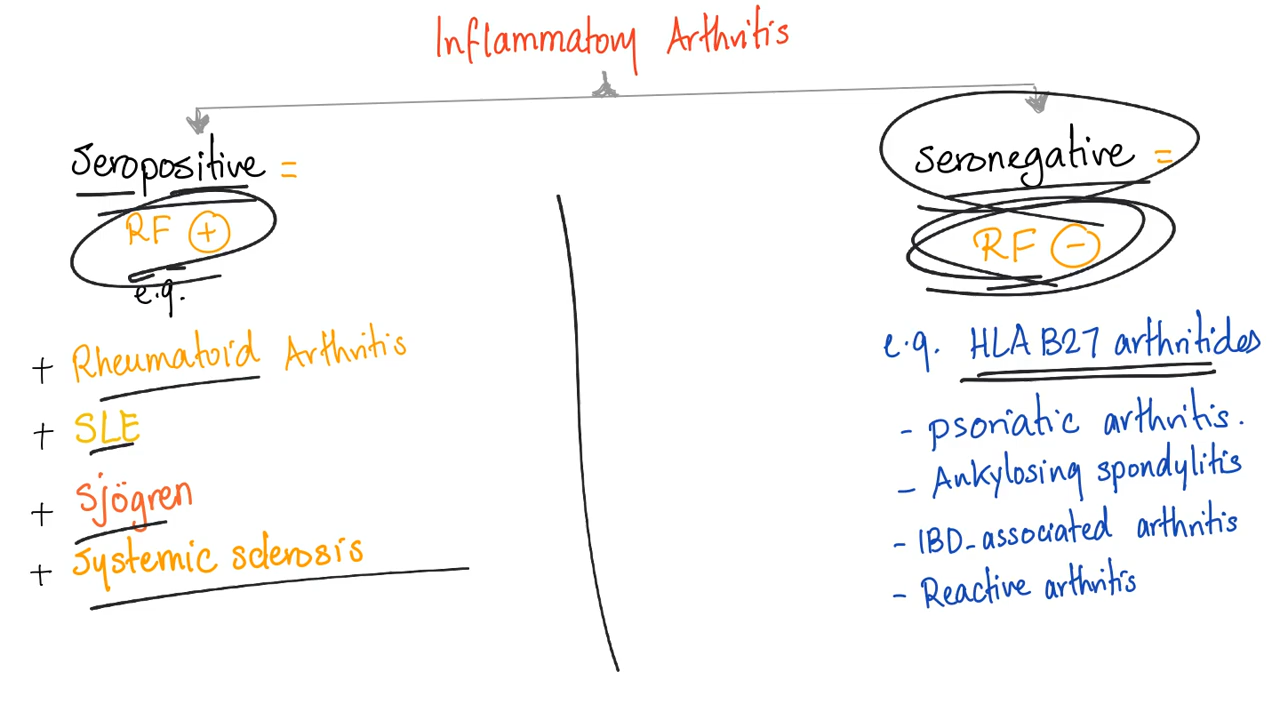 Inflammatory Arthritis
Seropositive =
RF +
e.g.
+ Rheumatoid Arthritis
+ SLE
+ Sjögren
+ Systemic sclerosis
seronegative =
RF -
e.g. HLA B27 arthritides
- psoriatic arthritis.
- Ankylosing spondylitis
- IBD-associated arthritis
- Reactive arthritis